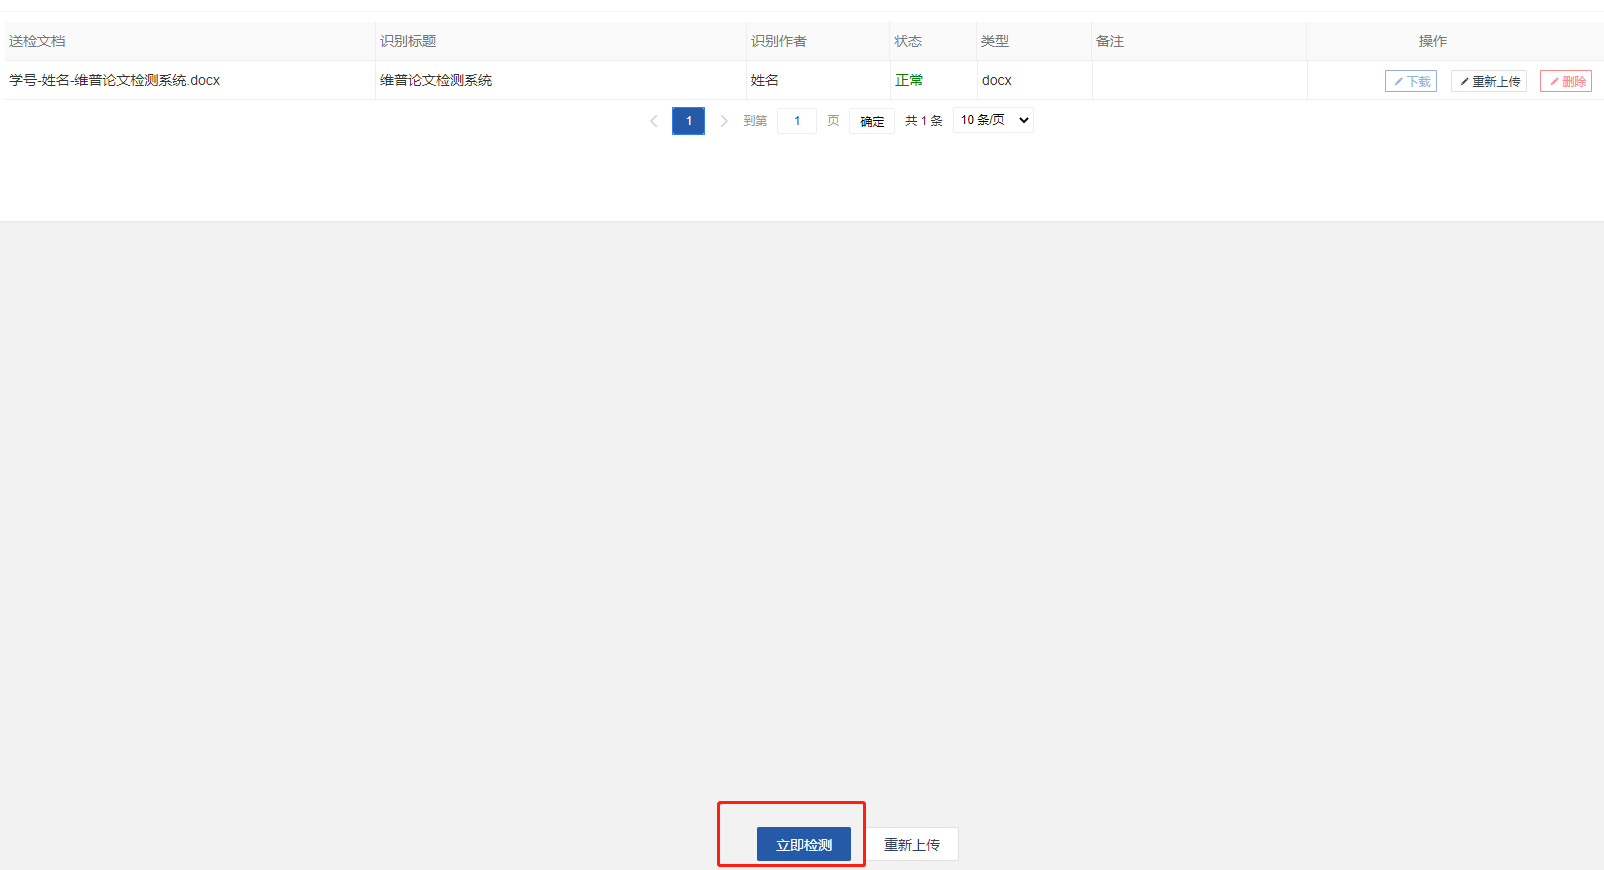 送检文档 识别标题 识别作者 状态 类型 备注 操作
学号-姓名-维普论文检测系统.docx 维普论文检测系统 姓名 正常 docx 下载 重新上传 删除
1 到第 1 页 确定 共 1 条 10 条/页
立即检测 重新上传